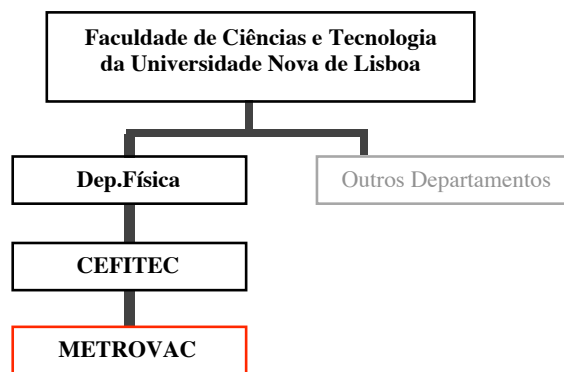 Faculdade de Ciências e Tecnologia
da Universidade Nova de Lisboa
Dep.Física
Outros Departamentos
CEFITEC
METROVAC